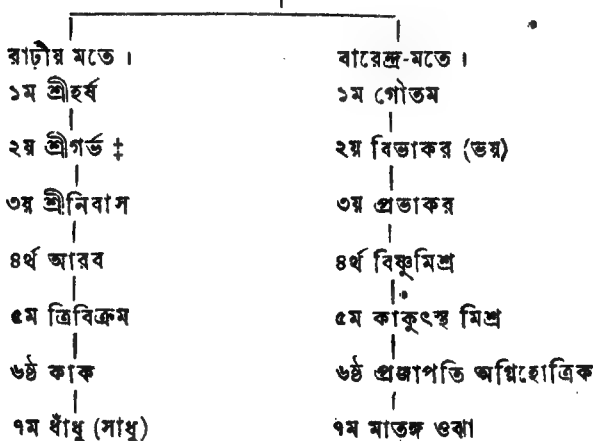 রাঢ়ীয় মতে ।
১ম শ্রীহর্ষ
২য় শ্রীগর্ভ ‡
৩য় শ্রীনিবাস
৪র্থ আরব
৫ম ত্রিবিক্রম
৬ষ্ঠ কাক
৭ম ধাঁধু (সাধু)
বারেন্দ্র-মতে ।
১ম গৌতম
২য় বিভাকর (ভয়)
৩য় প্রভাকর
৪র্থ বিষ্ণুমিশ্র
৫ম কাকুৎস্থ মিশ্র
৬ষ্ঠ প্রজাপতি অগ্নিহোত্রিক
৭ম মাতঙ্গ ওঝা